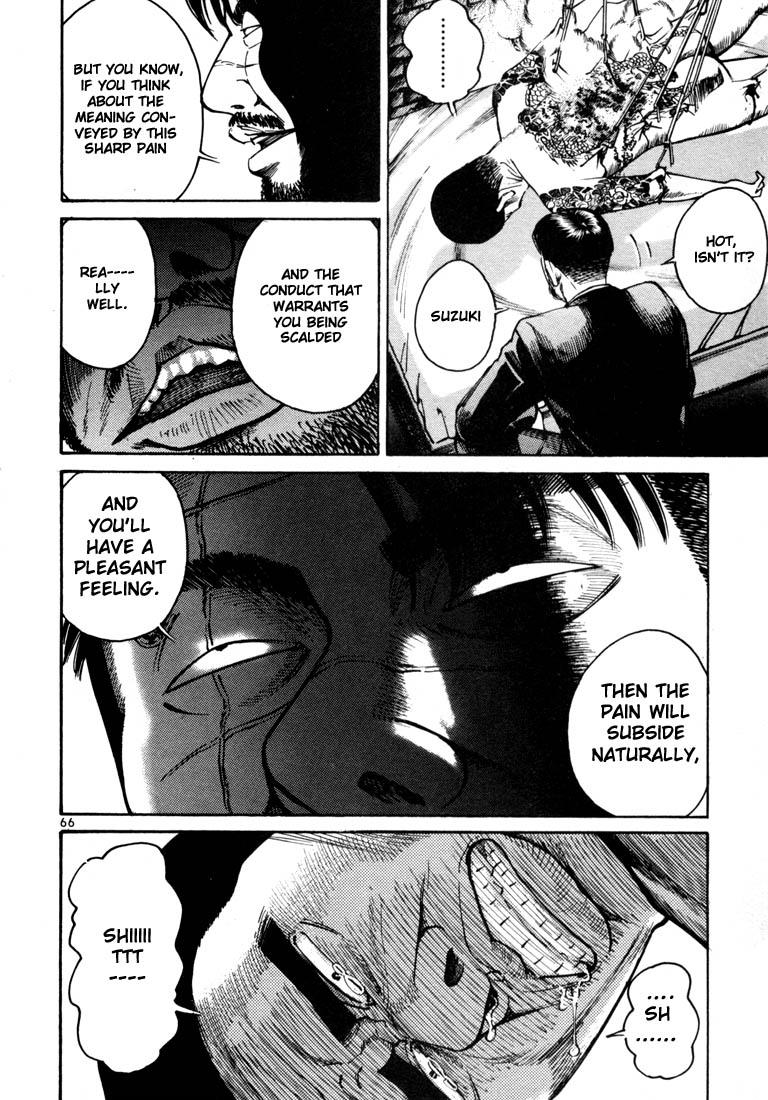 .........
HOT,
ISN'T IT?
SUZUKI
BUT YOU KNOW,
IF YOU THINK
ABOUT THE
MEANING CON-
VEYED BY THIS
SHARP PAIN
AND THE
CONDUCT THAT
WARRANTS
YOU BEING
SCALDED
REA----
LLY
WELL.
THEN THE
PAIN WILL
SUBSIDE
NATURALLY,
AND
YOU'LL
HAVE A
PLEASANT
FEELING.
66
....
SH
......
SHIIIII
TTT
----